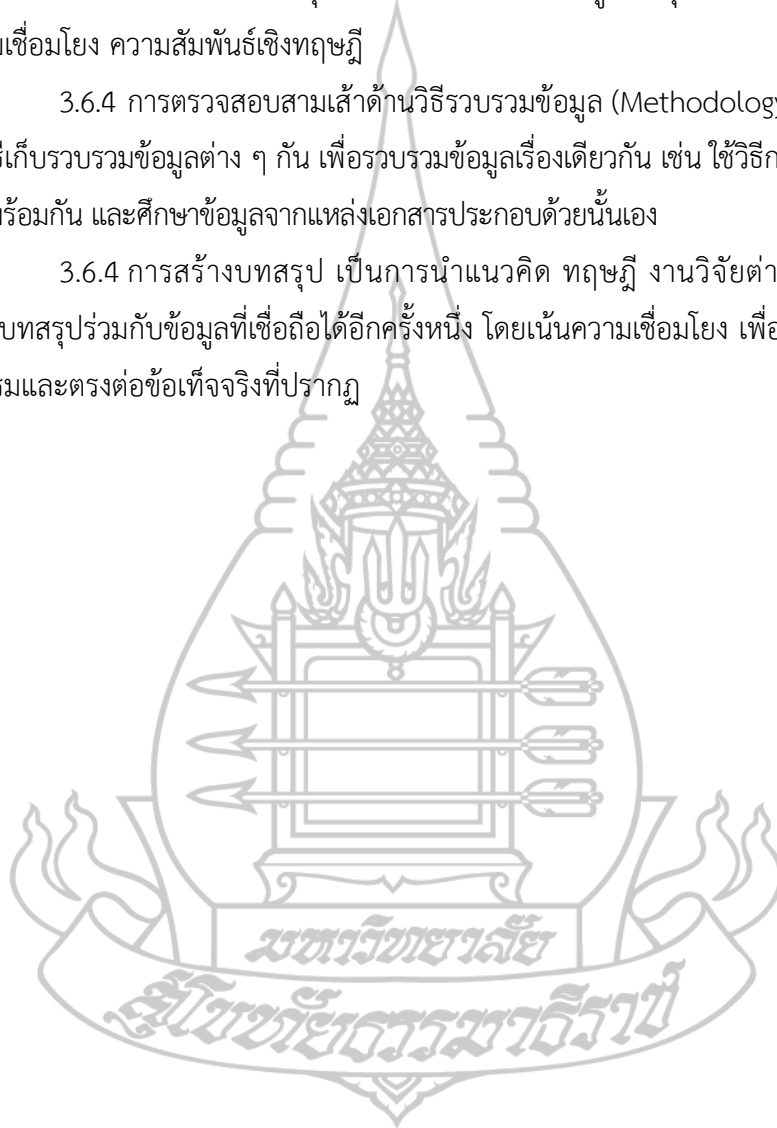 มเชื่อมโยง ความสัมพันธ์เชิงทฤษฎี
3.6.4 การตรวจสอบสามเส้าด้านวิธีรวบรวมข้อมูล (Methodology
ธีเก็บรวบรวมข้อมูลต่าง ๆ กัน เพื่อรวบรวมข้อมูลเรื่องเดียวกัน เช่น ใช้วิธีก
ร้อมกัน และศึกษาข้อมูลจากแหล่งเอกสารประกอบด้วยนั้นเอง
3.6.4 การสร้างบทสรุป เป็นการนำแนวคิด ทฤษฎี งานวิจัยต่า
บทสรุปร่วมกับข้อมูลที่เชื่อถือได้อีกครั้งหนึ่ง โดยเน้นความเชื่อมโยง เพื่อ
รมและตรงต่อข้อเท็จจริงที่ปรากฏ
มหาวิทยาลัย
สุโขทัยธรรมาธิราช